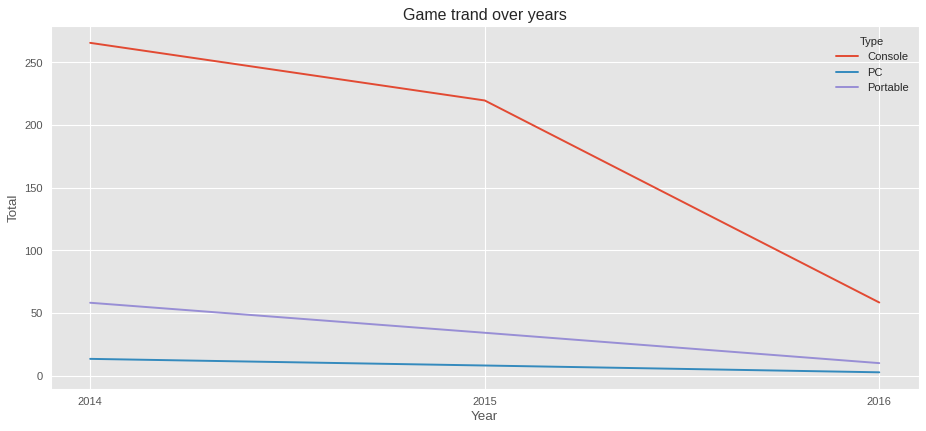 Game trand over years
Type
Console
PC
Portable
250
200
150
100
50
0
Total
2014
2015
2016
Year